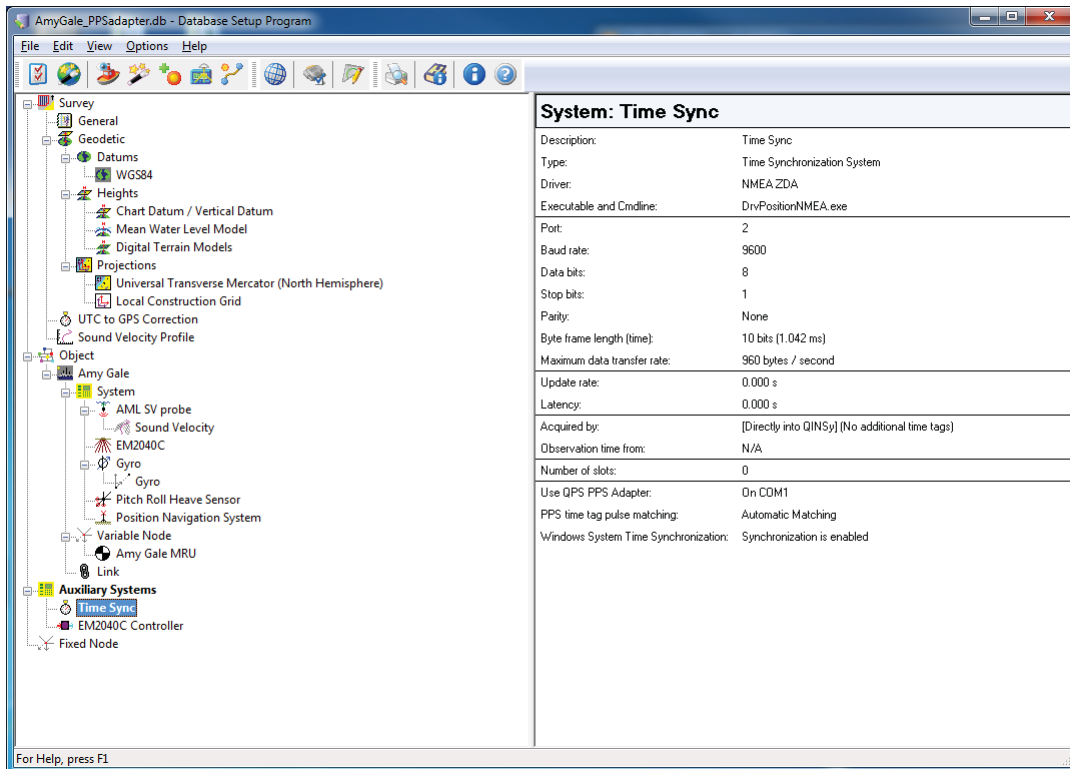 AmyGale_PPSadapter.db - Database Setup Program
File Edit View Options Help
Survey
General
Geodetic
Datums
WGS84
Heights
Chart Datum / Vertical Datum
Mean Water Level Model
Digital Terrain Models
Projections
Universal Transverse Mercator (North Hemisphere)
Local Construction Grid
UTC to GPS Correction
Sound Velocity Profile
Object
Amy Gale
System
AML SV probe
Sound Velocity
EM2040C
Gyro
Gyro
Pitch Roll Heave Sensor
Position Navigation System
Variable Node
Amy Gale MRU
Link
Auxiliary Systems
Time Sync
EM2040C Controller
Fixed Node
System: Time Sync
Description: Time Sync
Type: Time Synchronization System
Driver: NMEA ZDA
Executable and Cmdline: DrvPositionNMEA.exe
Port: 2
Baud rate: 9600
Data bits: 8
Stop bits: 1
Parity: None
Byte frame length (time): 10 bits (1.042 ms)
Maximum data transfer rate: 960 bytes / second
Update rate: 0.000 s
Latency: 0.000 s
Acquired by: [Directly into QINSy] (No additional time tags)
Observation time from: N/A
Number of slots: 0
Use QPS PPS Adapter: On COM1
PPS time tag pulse matching: Automatic Matching
Windows System Time Synchronization: Synchronization is enabled
For Help, press F1